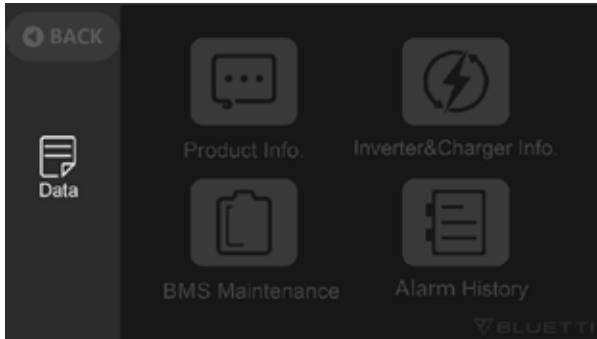 BACK
Data
Product Info.
Inverter&Charger Info.
BMS Maintenance
Alarm History
BLUETTI